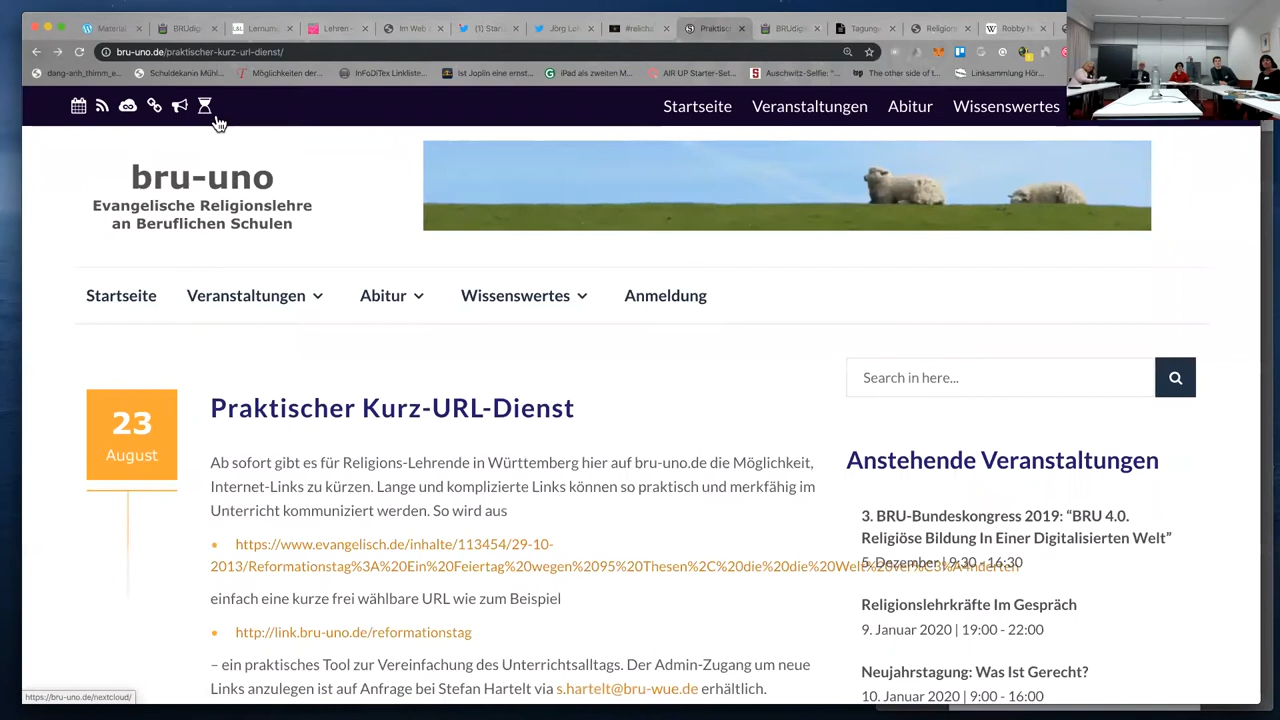 Material
BRUdig
Lernumg
Lehren -
Im Web
(1) Star
Jörg Lo
#relicha
Praktisc
BRUdig
Tagung
Religion
Robby N
bru-uno.de/praktischer-kurz-url-dienst/
dang-anh_thimm_e...
Schuldekanin Mühl...
Möglichkeiten der...
InFoDiTex Linkliste...
Ist Joplin eine ernst...
iPad als zweiten M...
AIR UP Starter-Set...
Auschwitz-Selfie: "...
The other side of t...
Linksammlung Hör...
Startseite Veranstaltungen Abitur Wissenswertes
bru-uno
Evangelische Religionslehre
an Beruflichen Schulen
Startseite Veranstaltungen Abitur Wissenswertes Anmeldung
Search in here...
23
August
Praktischer Kurz-URL-Dienst
Ab sofort gibt es für Religions-Lehrende in Württemberg hier auf bru-uno.de die Möglichkeit,
Internet-Links zu kürzen. Lange und komplizierte Links können so praktisch und merkfähig im
Unterricht kommuniziert werden. So wird aus
• https://www.evangelisch.de/inhalte/113454/29-10-
2013/Reformationstag%3A%20Ein%20Feiertag%20wegen%2095%20Thesen%2C%20die%20die%20Welt%20ver%C3%A4nderten
einfach eine kurze frei wählbare URL wie zum Beispiel
• http://link.bru-uno.de/reformationstag
– ein praktisches Tool zur Vereinfachung des Unterrichtsalltags. Der Admin-Zugang um neue
Links anzulegen ist auf Anfrage bei Stefan Hartelt via s.hartelt@bru-wue.de erhältlich.
Anstehende Veranstaltungen
3. BRU-Bundeskongress 2019: “BRU 4.0.
Religiöse Bildung In Einer Digitalisierten Welt”
5. Dezember | 9:30 - 16:30
Religionslehrkräfte Im Gespräch
9. Januar 2020 | 19:00 - 22:00
Neujahrstagung: Was Ist Gerecht?
10. Januar 2020 | 9:00 - 16:00
https://bru-uno.de/nextcloud/